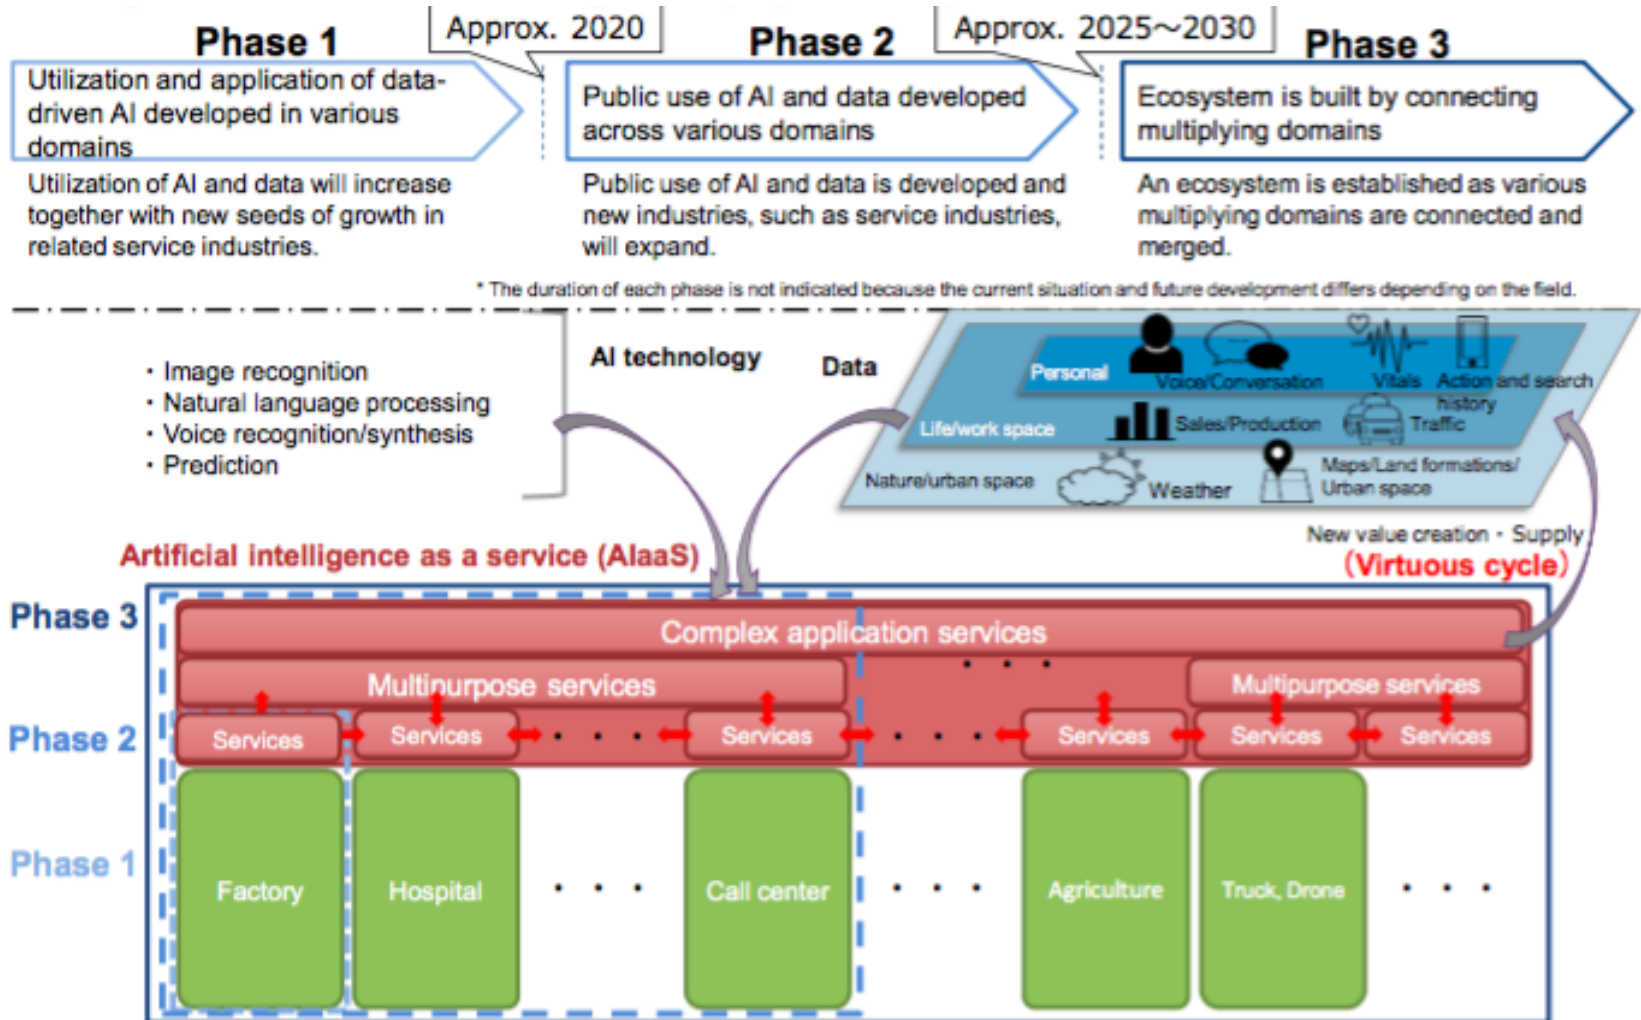 Phase 1
Approx. 2020
Phase 2
Approx. 2025～2030
Phase 3
Utilization and application of data-
driven AI developed in various
domains
Public use of AI and data developed
across various domains
Ecosystem is built by connecting
multiplying domains
Utilization of AI and data will increase
together with new seeds of growth in
related service industries.
Public use of AI and data is developed and
new industries, such as service industries,
will expand.
An ecosystem is established as various
multiplying domains are connected and
merged.
* The duration of each phase is not indicated because the current situation and future development differs depending on the field.
・Image recognition
・Natural language processing
・Voice recognition/synthesis
・Prediction
AI technology
Data
Personal
Voice/Conversation
Vitals
Action and search
history
Life/work space
Sales/Production
Traffic
Nature/urban space
Weather
Maps/Land formations/
Urban space
New value creation・Supply
(Virtuous cycle)
Artificial intelligence as a service (AIaaS)
Phase 3
Complex application services
Multipurpose services
・・・
Multipurpose services
Phase 2
Services
Services
・・・
Services
・・・
Services
Services
Services
Phase 1
Factory
Hospital
・・・
Call center
・・・
Agriculture
Truck, Drone
・・・